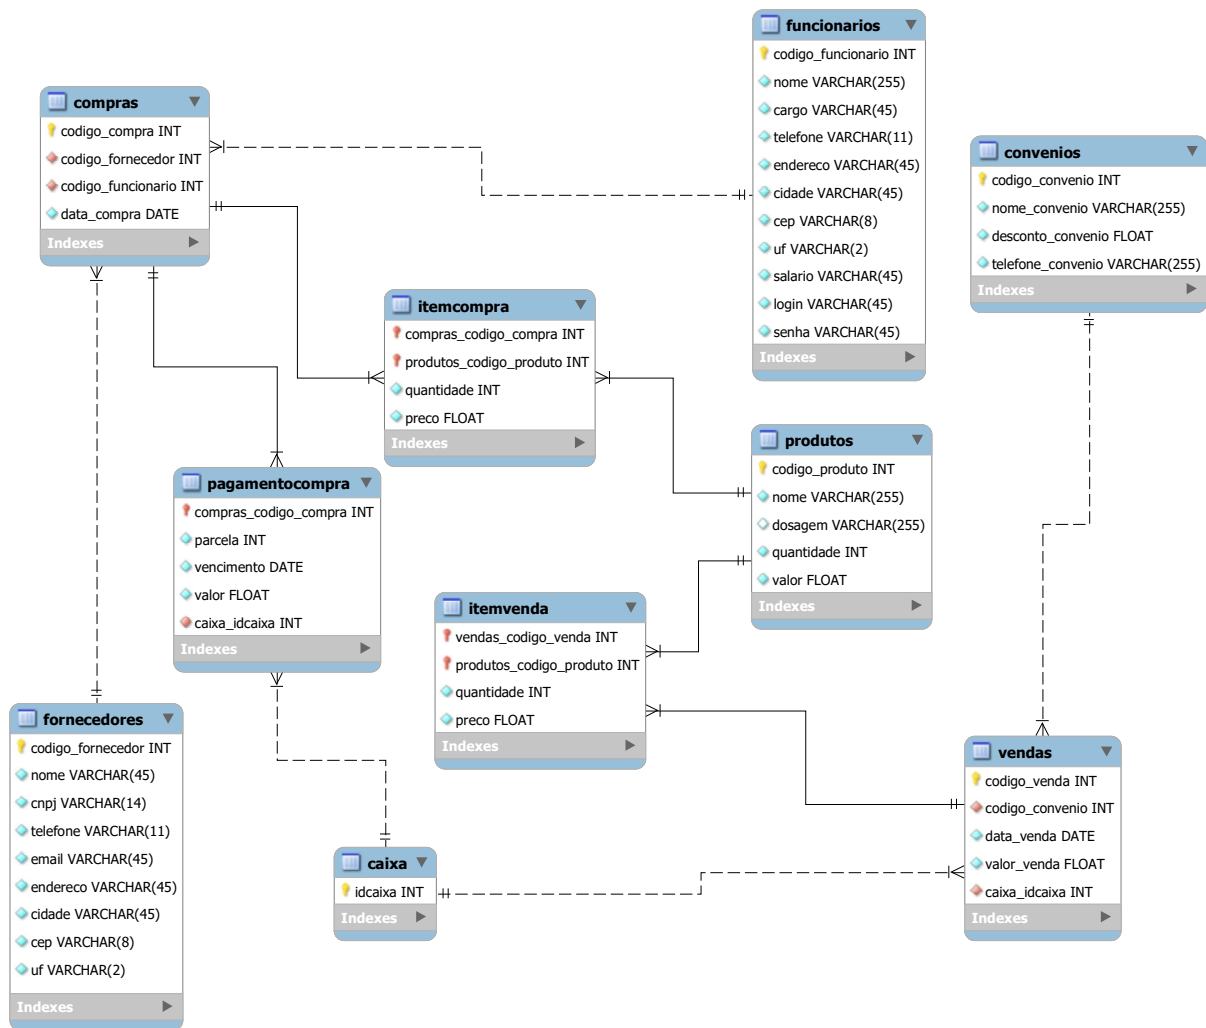 funcionarios
codigo_funcionario INT
nome VARCHAR(255)
cargo VARCHAR(45)
telefone VARCHAR(11)
endereco VARCHAR(45)
cidade VARCHAR(45)
cep VARCHAR(8)
uf VARCHAR(2)
salario VARCHAR(45)
login VARCHAR(45)
senha VARCHAR(45)
Indexes
compras
codigo_compra INT
codigo_fornecedor INT
codigo_funcionario INT
data_compra DATE
Indexes
convenios
codigo_convenio INT
nome_convenio VARCHAR(255)
desconto_convenio FLOAT
telefone_convenio VARCHAR(255)
Indexes
itemcompra
compras_codigo_compra INT
produtos_codigo_produto INT
quantidade INT
preco FLOAT
Indexes
produtos
codigo_produto INT
nome VARCHAR(255)
dosagem VARCHAR(255)
quantidade INT
valor FLOAT
Indexes
pagamentocompra
compras_codigo_compra INT
parcela INT
vencimento DATE
valor FLOAT
caixa_idcaixa INT
Indexes
itemvenda
vendas_codigo_venda INT
produtos_codigo_produto INT
quantidade INT
preco FLOAT
Indexes
fornecedores
codigo_fornecedor INT
nome VARCHAR(45)
cnpj VARCHAR(14)
telefone VARCHAR(11)
email VARCHAR(45)
endereco VARCHAR(45)
cidade VARCHAR(45)
cep VARCHAR(8)
uf VARCHAR(2)
Indexes
vendas
codigo_venda INT
codigo_convenio INT
data_venda DATE
valor_venda FLOAT
caixa_idcaixa INT
Indexes
caixa
idcaixa INT
Indexes